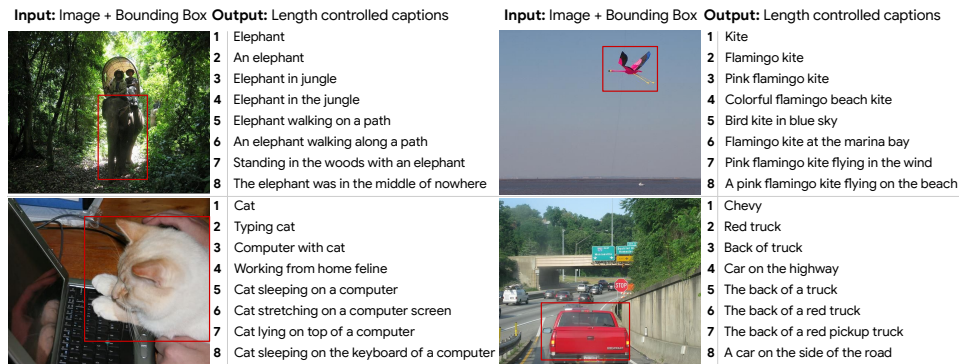 Input: Image + Bounding Box Output: Length controlled captions
1 Elephant
2 An elephant
3 Elephant in jungle
4 Elephant in the jungle
5 Elephant walking on a path
6 An elephant walking along a path
7 Standing in the woods with an elephant
8 The elephant was in the middle of nowhere
Input: Image + Bounding Box Output: Length controlled captions
1 Kite
2 Flamingo kite
3 Pink flamingo kite
4 Colorful flamingo beach kite
5 Bird kite in blue sky
6 Flamingo kite at the marina bay
7 Pink flamingo kite flying in the wind
8 A pink flamingo kite flying on the beach
1 Cat
2 Typing cat
3 Computer with cat
4 Working from home feline
5 Cat sleeping on a computer
6 Cat stretching on a computer screen
7 Cat lying on top of a computer
8 Cat sleeping on the keyboard of a computer
STOP
1 Chevy
2 Red truck
3 Back of truck
4 Car on the highway
5 The back of a truck
6 The back of a red truck
7 The back of a red pickup truck
8 A car on the side of the road